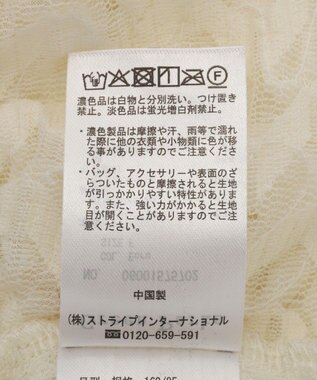 濃色品は白物と分別洗い。つけ置き
禁止。淡色品は蛍光増白剤禁止。
・濃色製品は摩擦や汗、雨等で濡れ
た際に他の衣類や小物類に色が移
る事がありますのでご注意くださ
い。
・バッグ、アクセサリーや表面のざ
らついたものと摩擦されると生地
が引っかかりやすい特性がありま
す。また、強い力がかかると生地
目が開くことがありますのでご注
意ください。
中国製
(株)ストライプインターナショナル
☎0120-659-591